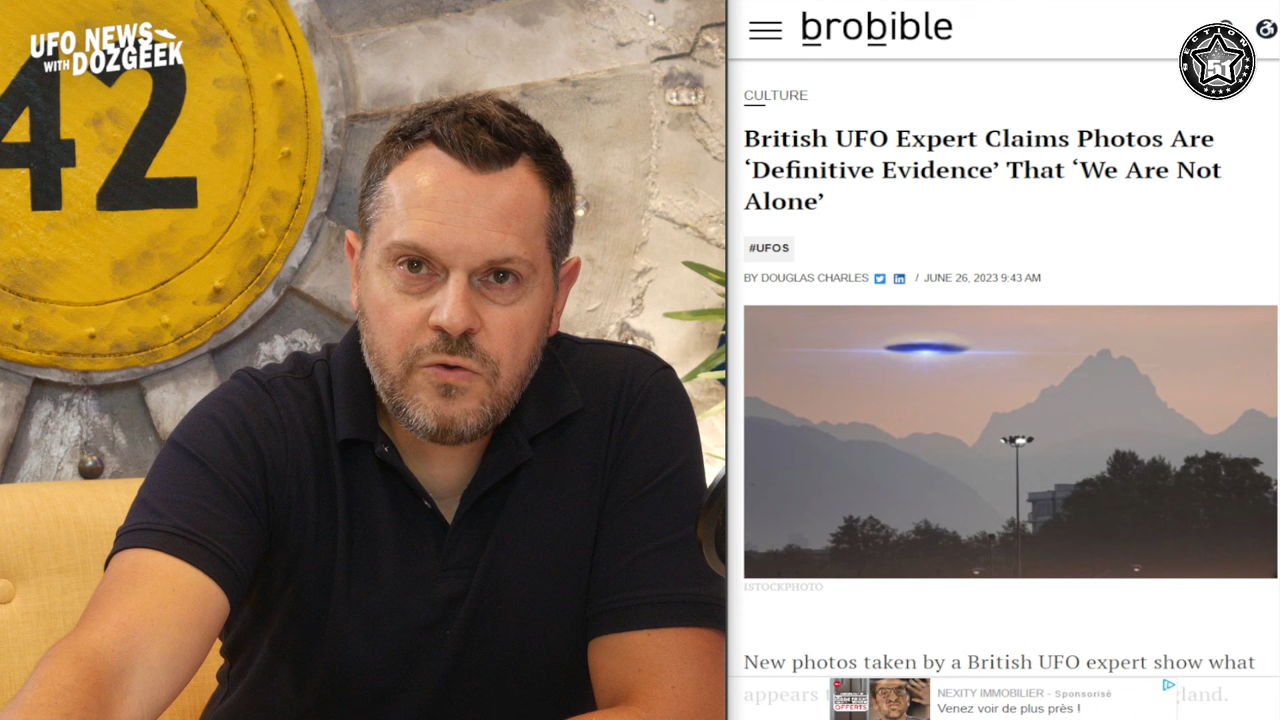 UFO NEWS
WITH DOZGEEK
42
brobible
SECTION
51
CULTURE
British UFO Expert Claims Photos Are
‘Definitive Evidence’ That ‘We Are Not
Alone’
#UFOS
BY DOUGLAS CHARLES / JUNE 26, 2023 9:43 AM
ISTOCKPHOTO
New photos taken by a British UFO expert show what
appears
NEXITY IMMOBILIER - Sponsorisé
Venez voir de plus près !
OFFERTS